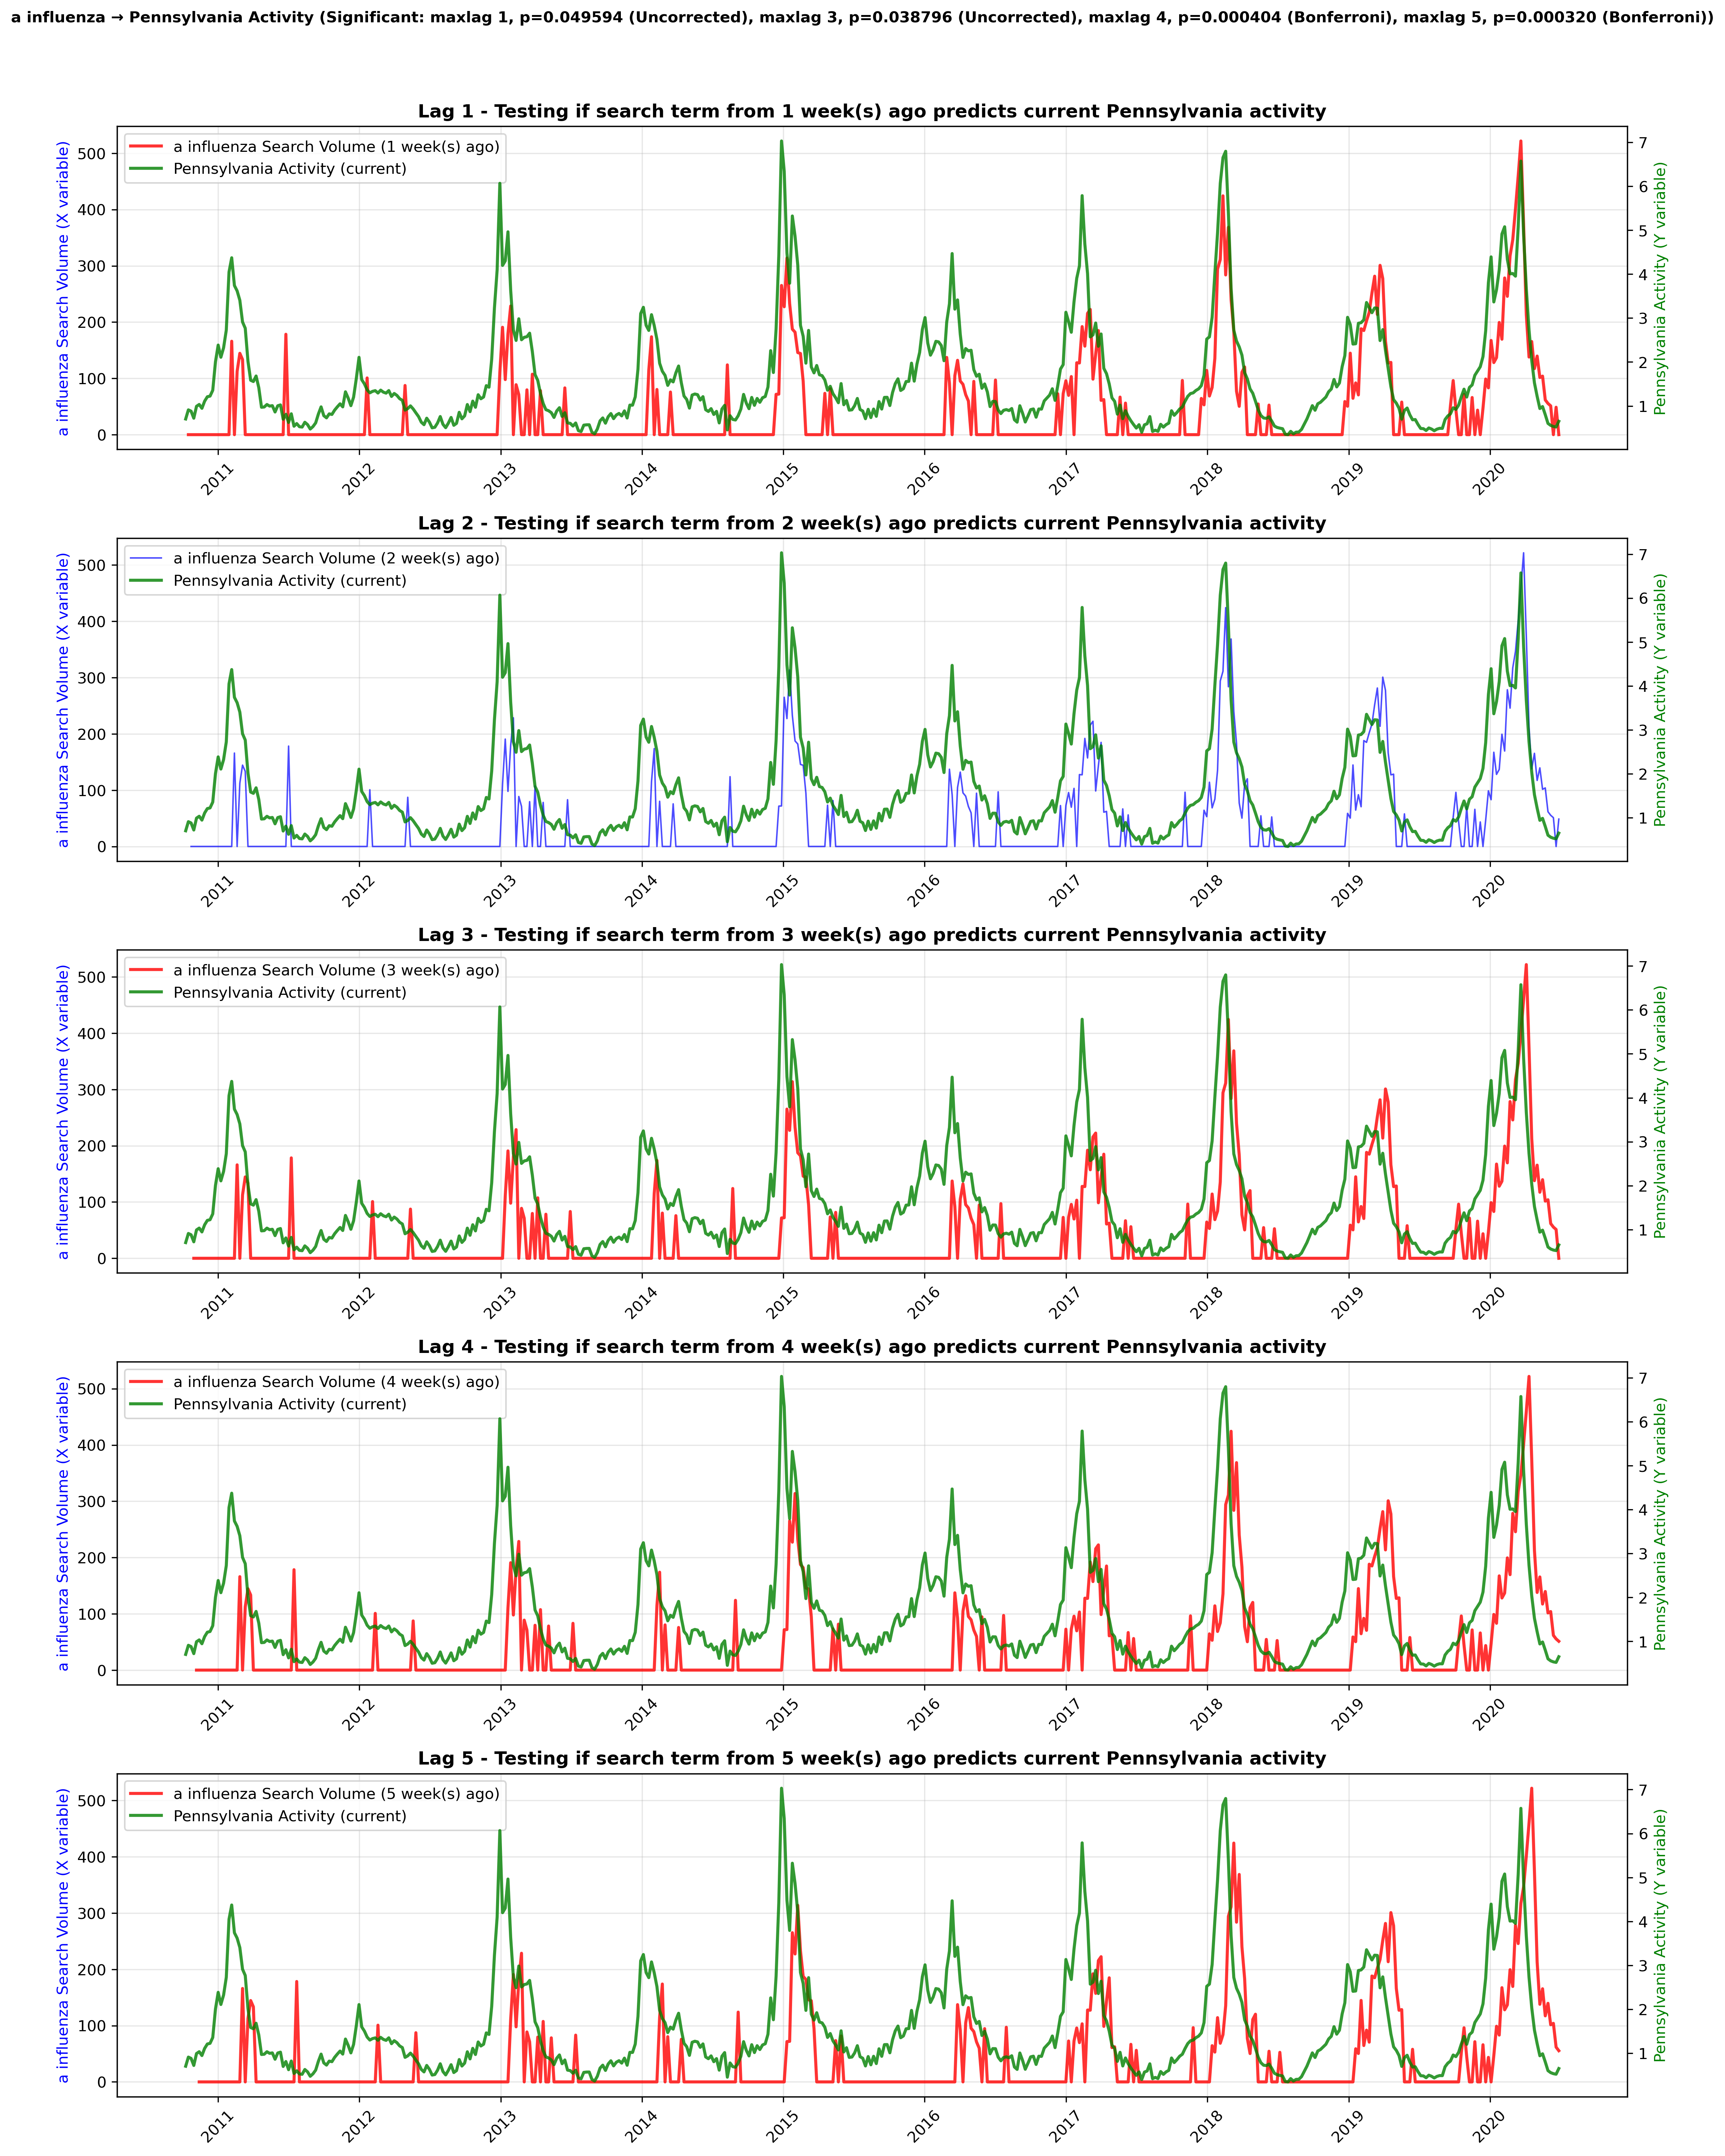 a influenza → Pennsylvania Activity (Significant: maxlag 1, p=0.049594 (Uncorrected), maxlag 3, p=0.038796 (Uncorrected), maxlag 4, p=0.000404 (Bonferroni), maxlag 5, p=0.000320 (Bonferroni))
Lag 1 - Testing if search term from 1 week(s) ago predicts current Pennsylvania activity
a influenza Search Volume (X variable)
500
400
300
200
100
0
a influenza Search Volume (1 week(s) ago)
Pennsylvania Activity (current)
7
6
5
4
3
2
1
Pennsylvania Activity (Y variable)
2011 2012 2013 2014 2015 2016 2017 2018 2019 2020
Lag 2 - Testing if search term from 2 week(s) ago predicts current Pennsylvania activity
a influenza Search Volume (X variable)
500
400
300
200
100
0
a influenza Search Volume (2 week(s) ago)
Pennsylvania Activity (current)
7
6
5
4
3
2
1
Pennsylvania Activity (Y variable)
2011 2012 2013 2014 2015 2016 2017 2018 2019 2020
Lag 3 - Testing if search term from 3 week(s) ago predicts current Pennsylvania activity
a influenza Search Volume (X variable)
500
400
300
200
100
0
a influenza Search Volume (3 week(s) ago)
Pennsylvania Activity (current)
7
6
5
4
3
2
1
Pennsylvania Activity (Y variable)
2011 2012 2013 2014 2015 2016 2017 2018 2019 2020
Lag 4 - Testing if search term from 4 week(s) ago predicts current Pennsylvania activity
a influenza Search Volume (X variable)
500
400
300
200
100
0
a influenza Search Volume (4 week(s) ago)
Pennsylvania Activity (current)
7
6
5
4
3
2
1
Pennsylvania Activity (Y variable)
2011 2012 2013 2014 2015 2016 2017 2018 2019 2020
Lag 5 - Testing if search term from 5 week(s) ago predicts current Pennsylvania activity
a influenza Search Volume (X variable)
500
400
300
200
100
0
a influenza Search Volume (5 week(s) ago)
Pennsylvania Activity (current)
7
6
5
4
3
2
1
Pennsylvania Activity (Y variable)
2011 2012 2013 2014 2015 2016 2017 2018 2019 2020